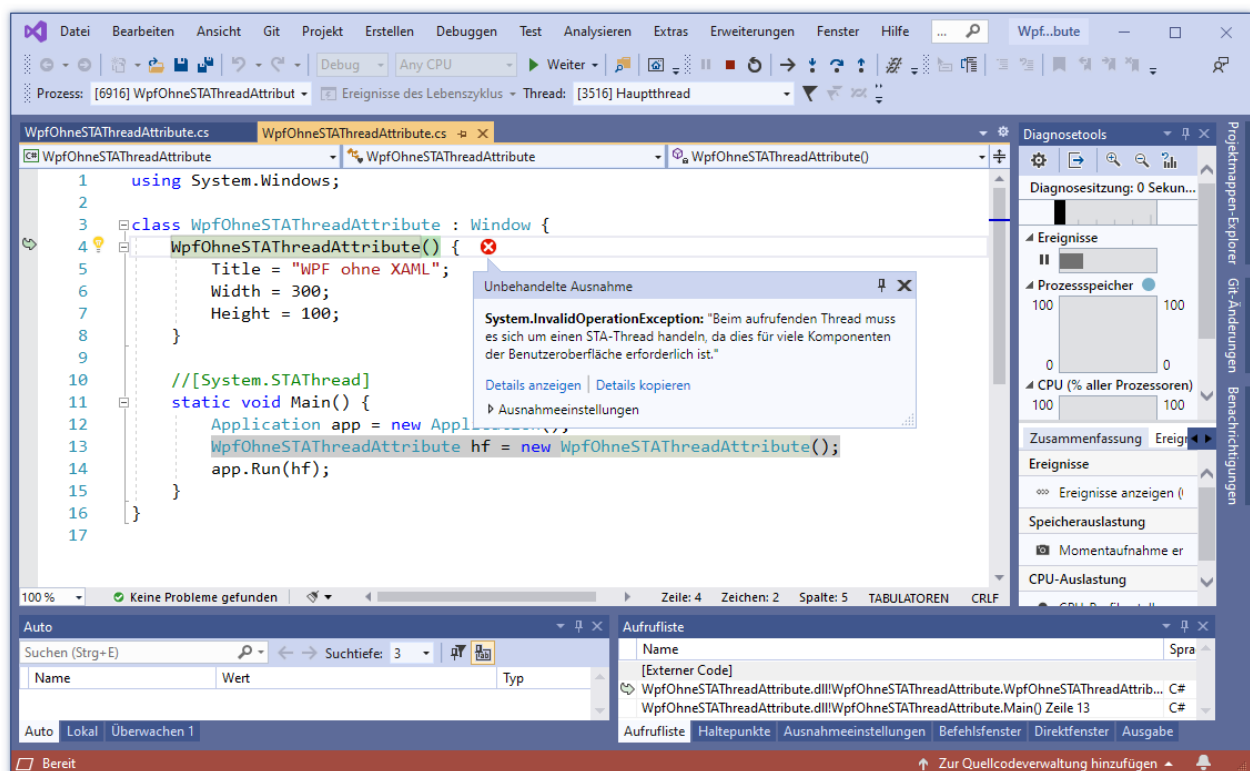 Datei Bearbeiten Ansicht Git Projekt Erstellen Debuggen Test Analysieren Extras Erweiterungen Fenster Hilfe ... Wpf...bute
Debug Any CPU Weiter
Prozess: [6916] WpfOhneSTAThreadAttribut Ereignisse des Lebenszyklus Thread: [3516] Hauptthread
WpfOhneSTAThreadAttribute.cs WpfOhneSTAThreadAttribute.cs
C# WpfOhneSTAThreadAttribute WpfOhneSTAThreadAttribute WpfOhneSTAThreadAttribute()
1 using System.Windows;
2
3 class WpfOhneSTAThreadAttribute : Window {
4 WpfOhneSTAThreadAttribute() {
5 Title = "WPF ohne XAML";
6 Width = 300;
7 Height = 100;
8 }
9
10 //[System.STAThread]
11 static void Main() {
12 Application app = new Application();
13 WpfOhneSTAThreadAttribute hf = new WpfOhneSTAThreadAttribute();
14 app.Run(hf);
15 }
16 }
17
Unbehandelte Ausnahme
System.InvalidOperationException: "Beim aufrufenden Thread muss
es sich um einen STA-Thread handeln, da dies für viele Komponenten
der Benutzeroberfläche erforderlich ist."
Details anzeigen | Details kopieren
Ausnahmeeinstellungen
100 % Keine Probleme gefunden Zeile: 4 Zeichen: 2 Spalte: 5 TABULATOREN CRLF
Diagnosetools
Diagnosesitzung: 0 Sekun...
Ereignisse
Prozessspeicher
100 100
0 0
CPU (% aller Prozessoren)
100 100
Zusammenfassung Ereigr
Ereignisse
Ereignisse anzeigen (
Speicherauslastung
Momentaufnahme er
CPU-Auslastung
Projektmappen-Explorer
Git-Änderungen
Benachrichtigungen
Auto
Suchen (Strg+E) Suchtiefe: 3
Name Wert Typ
Auto Lokal Überwachen 1
Aufrufliste
Name Spra
[Externer Code]
WpfOhneSTAThreadAttribute.dll!WpfOhneSTAThreadAttribute.WpfOhneSTAThreadAttrib... C#
WpfOhneSTAThreadAttribute.dll!WpfOhneSTAThreadAttribute.Main() Zeile 13 C#
Aufrufliste Haltepunkte Ausnahmeeinstellungen Befehlsfenster Direktfenster Ausgabe
Bereit Zur Quellcodeverwaltung hinzufügen